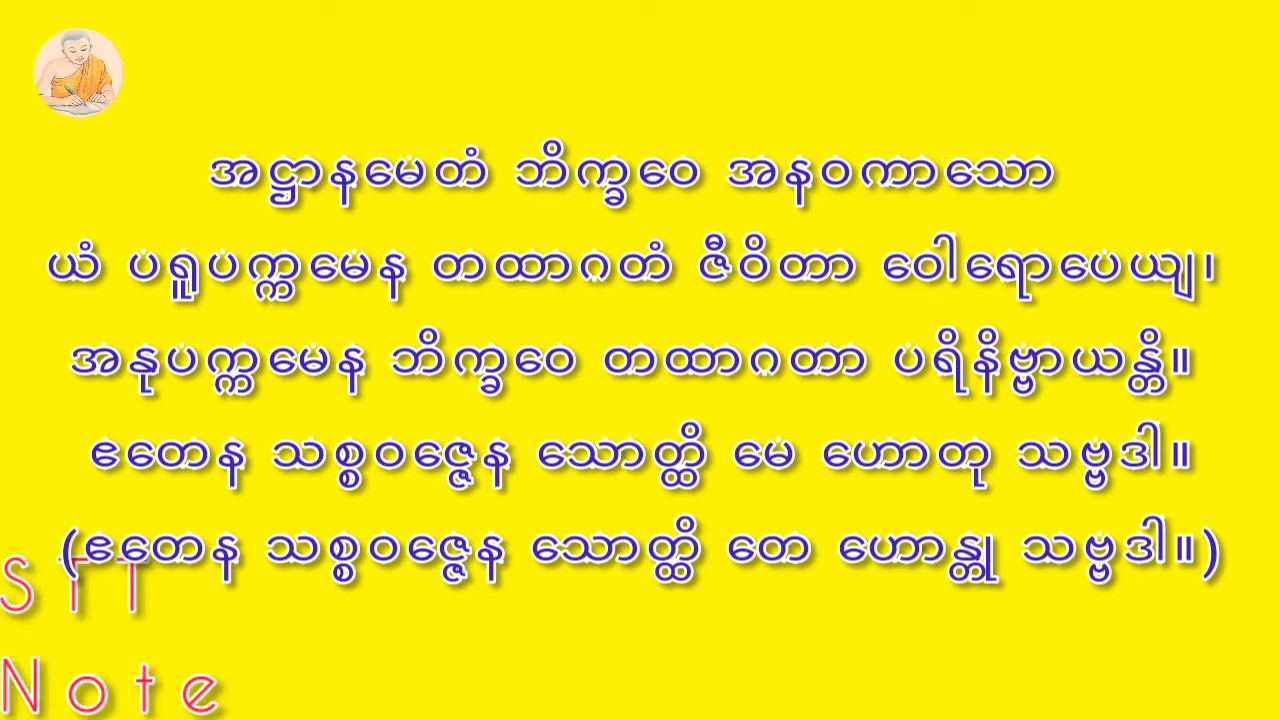 အဋ္ဌာနမေတံ ဘိက္ခဝေ အနဝကာသော
ယံ ပရူပက္ကမေန တထာဂတံ ဇီဝိတာ ဝေါရောပေယျ၊
အနုပက္ကမေန ဘိက္ခဝေ တထာဂတာ ပရိနိဗ္ဗာယန္တိ။
ဧတေန သစ္စဝဇ္ဇေန သောတ္ထိ မေ ဟောတု သဗ္ဗဒါ။
(ဧတေန သစ္စဝဇ္ဇေန သောတ္ထိ တေ ဟောန္တု သဗ္ဗဒါ။)
Note